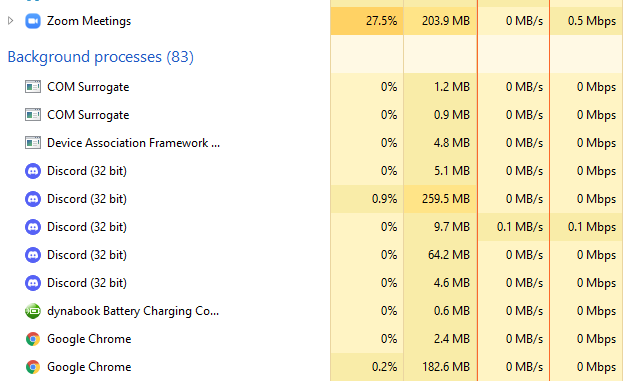 Zoom Meetings 27.5% 203.9 MB 0 MB/s 0.5 Mbps
Background processes (83)
COM Surrogate 0% 1.2 MB 0 MB/s 0 Mbps
COM Surrogate 0% 0.9 MB 0 MB/s 0 Mbps
Device Association Framework ... 0% 4.8 MB 0 MB/s 0 Mbps
Discord (32 bit) 0% 5.1 MB 0 MB/s 0 Mbps
Discord (32 bit) 0.9% 259.5 MB 0 MB/s 0 Mbps
Discord (32 bit) 0% 9.7 MB 0.1 MB/s 0.1 Mbps
Discord (32 bit) 0% 64.2 MB 0 MB/s 0 Mbps
Discord (32 bit) 0% 4.6 MB 0 MB/s 0 Mbps
dynabook Battery Charging Co... 0% 0.6 MB 0 MB/s 0 Mbps
Google Chrome 0% 2.4 MB 0 MB/s 0 Mbps
Google Chrome 0.2% 182.6 MB 0 MB/s 0 Mbps